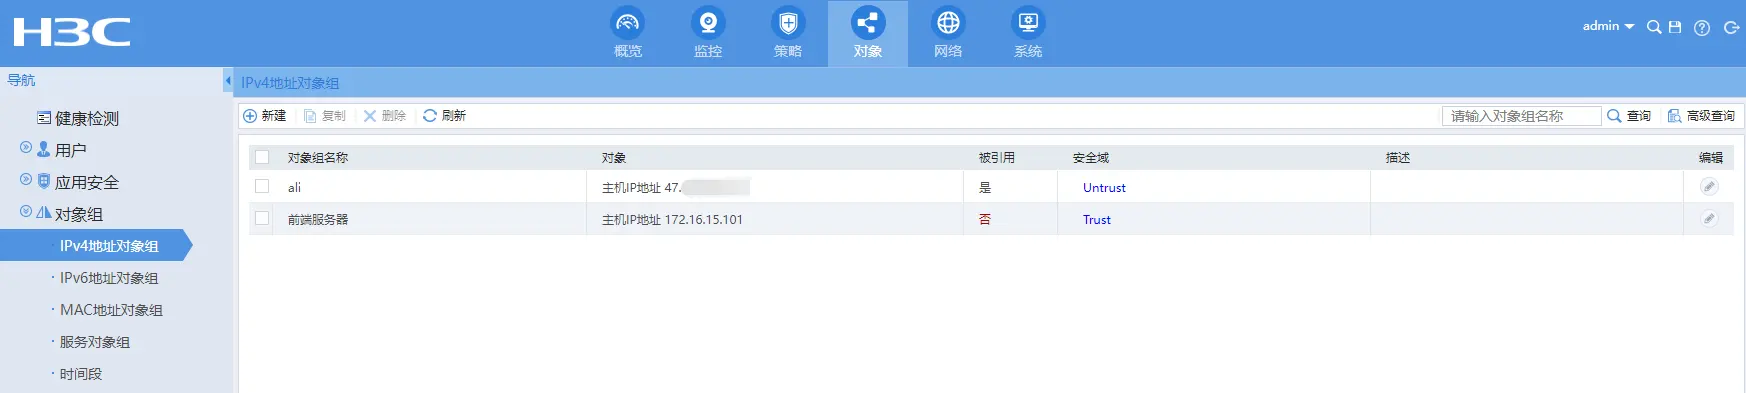 H3C
概览 监控 策略 对象 网络 系统
admin
导航
IPv4地址对象组
健康检测
用户
应用安全
对象组
IPv4地址对象组
IPv6地址对象组
MAC地址对象组
服务对象组
时间段
新建 复制 删除 刷新
请输入对象组名称 查询 高级查询
对象组名称 对象 被引用 安全域 描述 编辑
ali 主机IP地址 47. 是 Untrust
前端服务器 主机IP地址 172.16.15.101 否 Trust